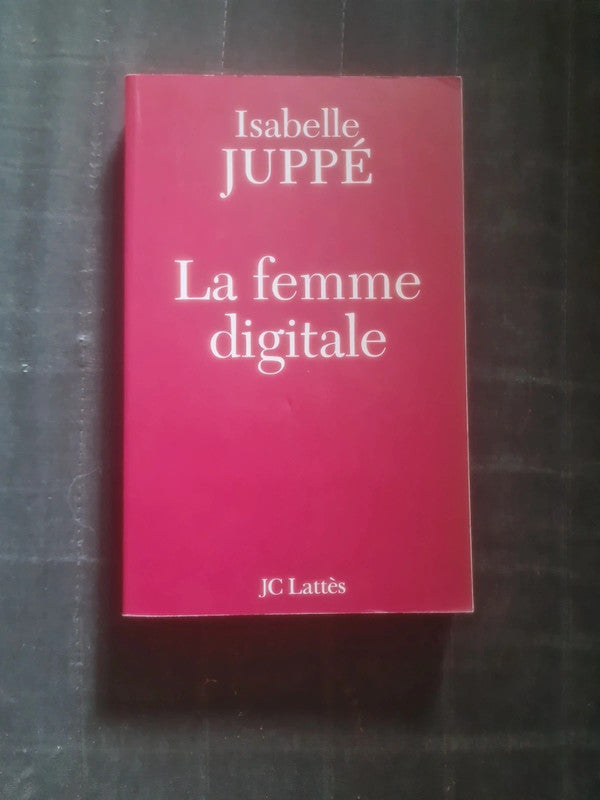 Isabelle
JUPPÉ
La femme
digitale
JC Lattès